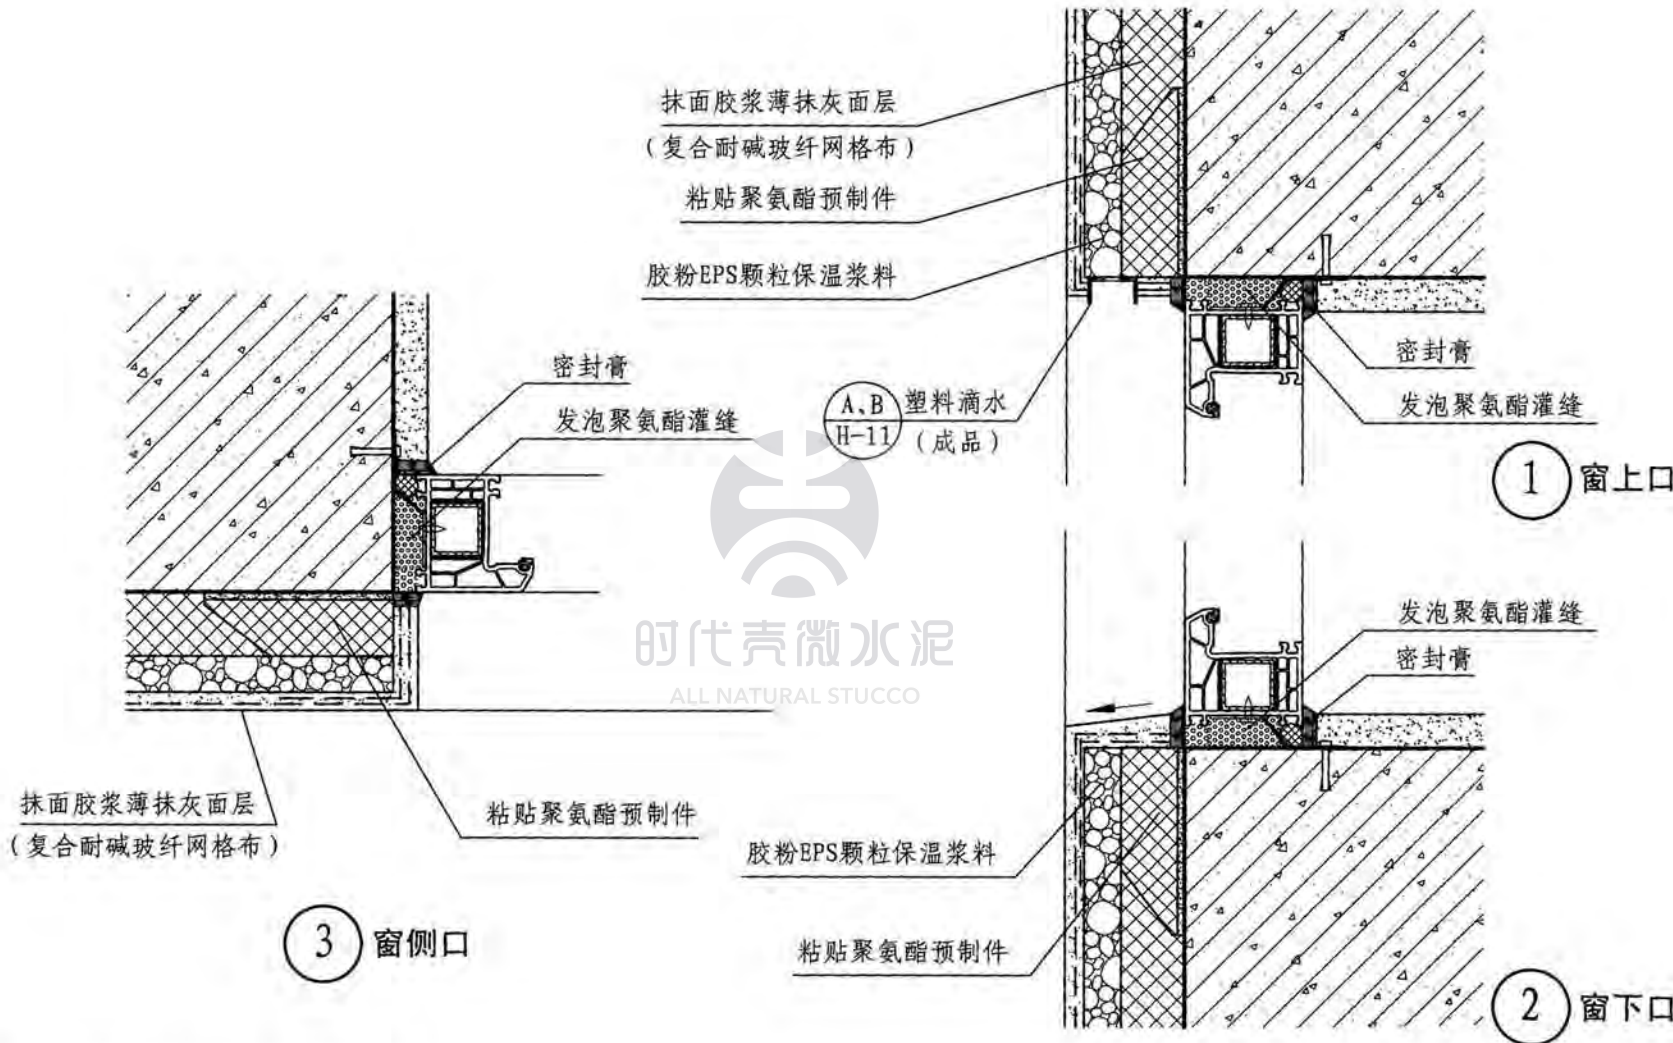 抹面胶浆薄抹灰面层
(复合耐碱玻纤网格布)
粘贴聚氨酯预制件
胶粉EPS颗粒保温浆料
A、B
H-11
塑料滴水
(成品)
密封膏
发泡聚氨酯灌缝
1 窗上口
密封膏
发泡聚氨酯灌缝
抹面胶浆薄抹灰面层
(复合耐碱玻纤网格布)
粘贴聚氨酯预制件
3 窗侧口
发泡聚氨酯灌缝
密封膏
胶粉EPS颗粒保温浆料
粘贴聚氨酯预制件
2 窗下口
时代壳微水泥
ALL NATURAL STUCCO